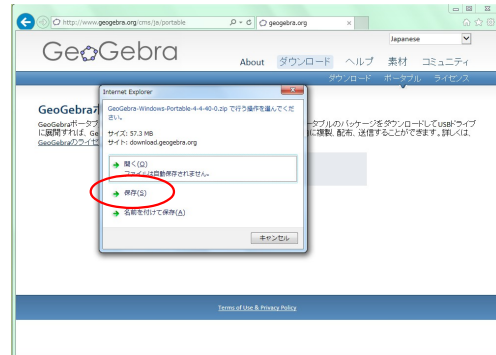 http://www.geogebra.org/cms/ja/portable
geogebra.org
Japanese
GeoGebra
About ダウンロード ヘルプ 素材 コミュニティ
ダウンロード ポータブル ライセンス
Internet Explorer
GeoGebra-Windows-Portable-4-4-40-0.zip で行う操作を選んでください。
サイズ: 57.3 MB
サイト: download.geogebra.org
開く(O)
ファイルは自動保存されません。
保存(S)
名前を付けて保存(A)
キャンセル
GeoGebraポ
GeoGebraポータブ
ータブルのパッケージをダウンロードしてUSBドライブ
に展開すれば、Ge
に複製, 配布, 送信することができます。詳しくは,
GeoGebraのライセ
Terms of Use & Privacy Policy